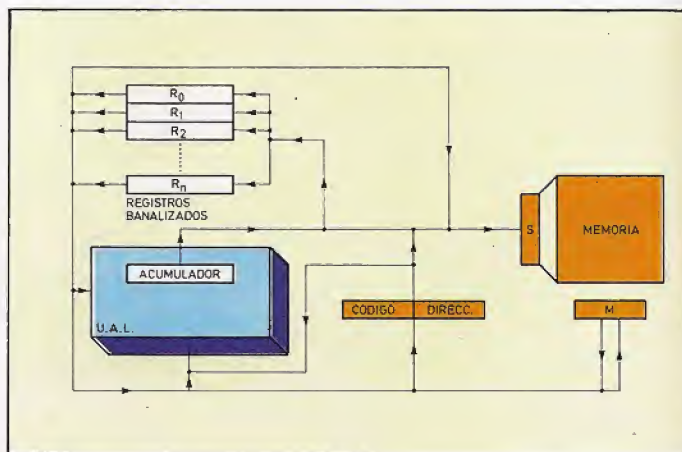 R0
R1
R2
Rn
REGISTROS
BANALIZADOS
ACUMULADOR
U.A.L.
CODIGO DIRECC.
S
MEMORIA
M